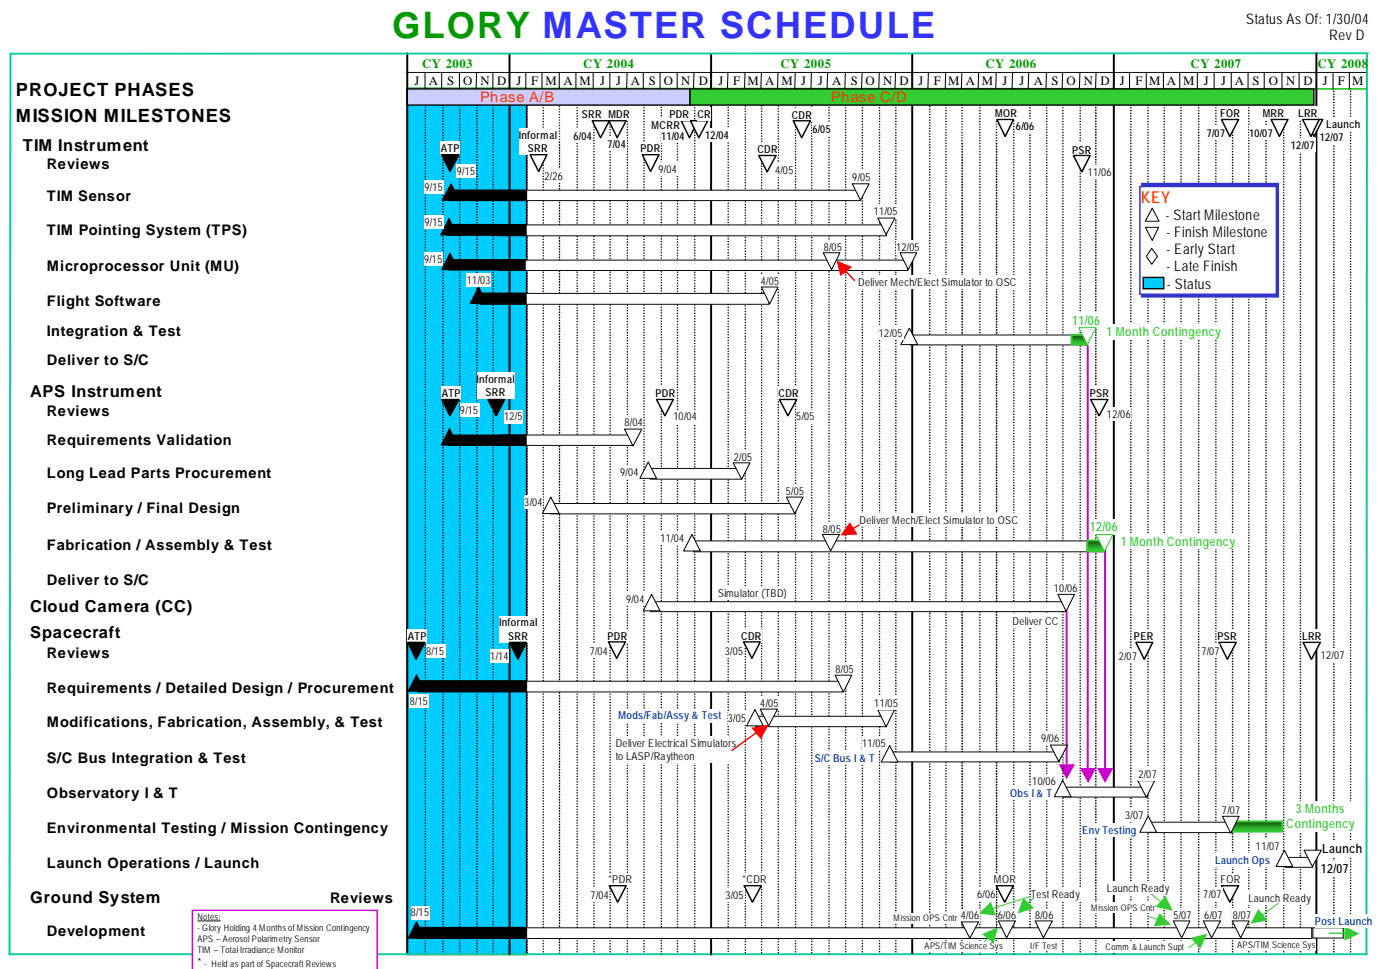 GLORY MASTER SCHEDULE
Status As Of: 1/30/04
Rev D
CY 2003 CY 2004 CY 2005 CY 2006 CY 2007 CY 2008
J A S O N D J F M A M J J A S O N D J F M A M J J A S O N D J F M A M J J A S O N D J F M A M J J A S O N D J F M
PROJECT PHASES
Phase A/B Phase C/D
MISSION MILESTONES
SRR 6/04 MDR 7/04 PDR MCRR 11/04 CR 12/04 CDR 6/05 MOR 6/06 FOR 7/07 MRR 10/07 LRR 12/07 Launch 12/07
TIM Instrument
Reviews
ATP 9/15 Informal SRR 2/26 PDR 9/04 CDR 4/05 PSR 11/06
TIM Sensor 9/15 9/05
TIM Pointing System (TPS) 9/15 11/05
Microprocessor Unit (MU) 9/15 8/05 12/05
Deliver Mech/Elect Simulator to OSC
Flight Software 11/03 4/05
Integration & Test 12/05 11/06 1 Month Contingency
Deliver to S/C
KEY
- Start Milestone
- Finish Milestone
- Early Start
- Late Finish
- Status
APS Instrument
Reviews
ATP 9/15 Informal SRR 12/5 PDR 10/04 CDR 5/05 PSR 12/06
Requirements Validation 8/04
Long Lead Parts Procurement 9/04 2/05
Preliminary / Final Design 3/04 5/05
Deliver Mech/Elect Simulator to OSC
Fabrication / Assembly & Test 11/04 8/05 12/06 1 Month Contingency
Deliver to S/C
Cloud Camera (CC) 9/04 Simulator (TBD) 10/06
Deliver CC
Spacecraft
Reviews
ATP 8/15 Informal SRR 1/14 PDR 7/04 CDR 3/05 PER 2/07 PSR 7/07 LRR 12/07
Requirements / Detailed Design / Procurement 8/15 8/05
Modifications, Fabrication, Assembly, & Test Mods/Fab/Assy & Test 3/05 4/05 11/05
Deliver Electrical Simulators
to LASP/Raytheon
S/C Bus Integration & Test S/C Bus I & T 11/05 9/06
Observatory I & T Obs I & T 10/06 2/07
Environmental Testing / Mission Contingency Env Testing 3/07 7/07 3 Months
Contingency
Launch Operations / Launch Launch Ops 11/07 Launch
12/07
Ground System Reviews
*PDR 7/04 *CDR 3/05 MOR 6/06 FOR 7/07
Test Ready Launch Ready Launch Ready
Mission OPS Cntr Mission OPS Cntr
Development 8/15 4/06 6/06 8/06 5/07 6/07 8/07 Post Launch
APS/TIM Science Sys I/F Test Comm & Launch Supt APS/TIM Science Sys
Notes:
- Glory Holding 4 Months of Mission Contingency
APS – Aerosol Polarimetry Sensor
TIM – Total Irradiance Monitor
* - Held as part of Spacecraft Reviews